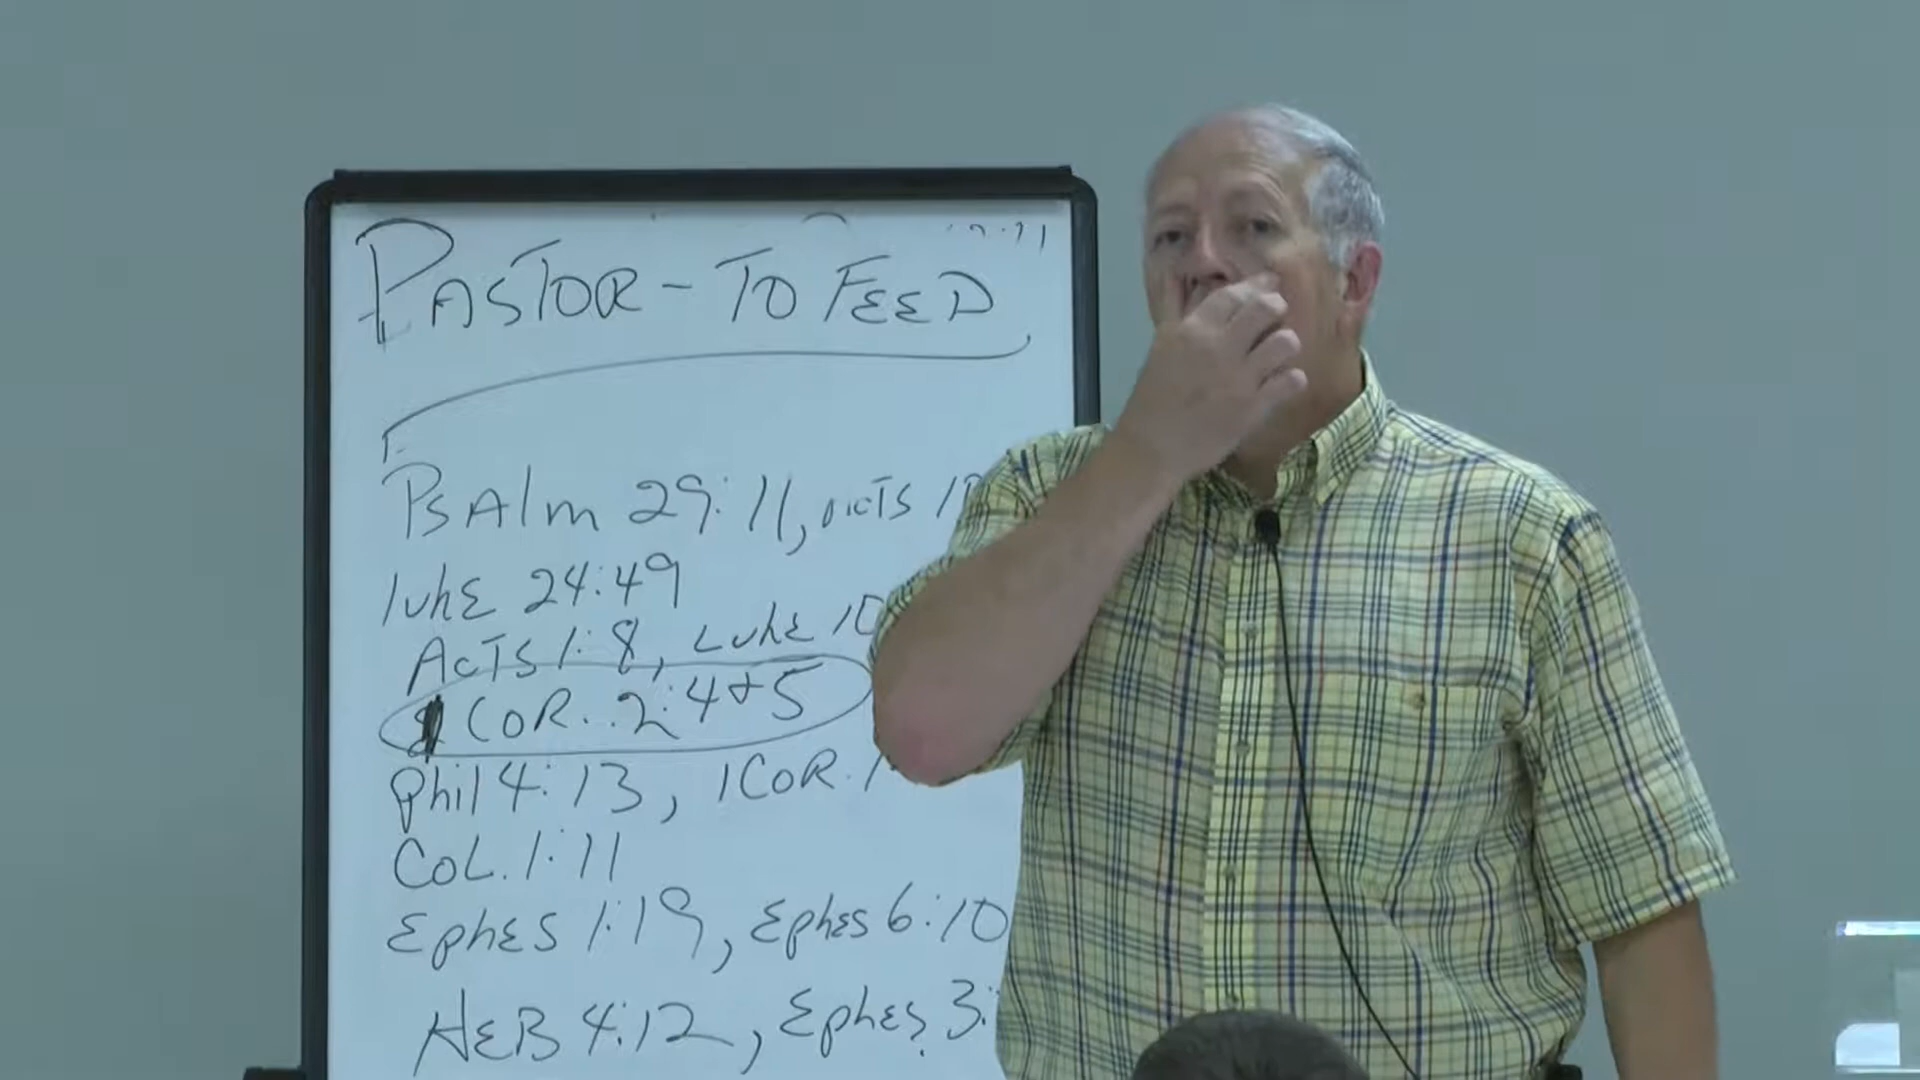 PASTOR - TO FEED
PsAlm 29:11, Acts
luke 24:49
Acts 1:8, Luke 10
1 COR. 2:4+5
Phil 4:13, 1 COR.
COL. 1:11
EphEs 1:19, EphEs 6:10
HEB 4:12, EphEs 3: